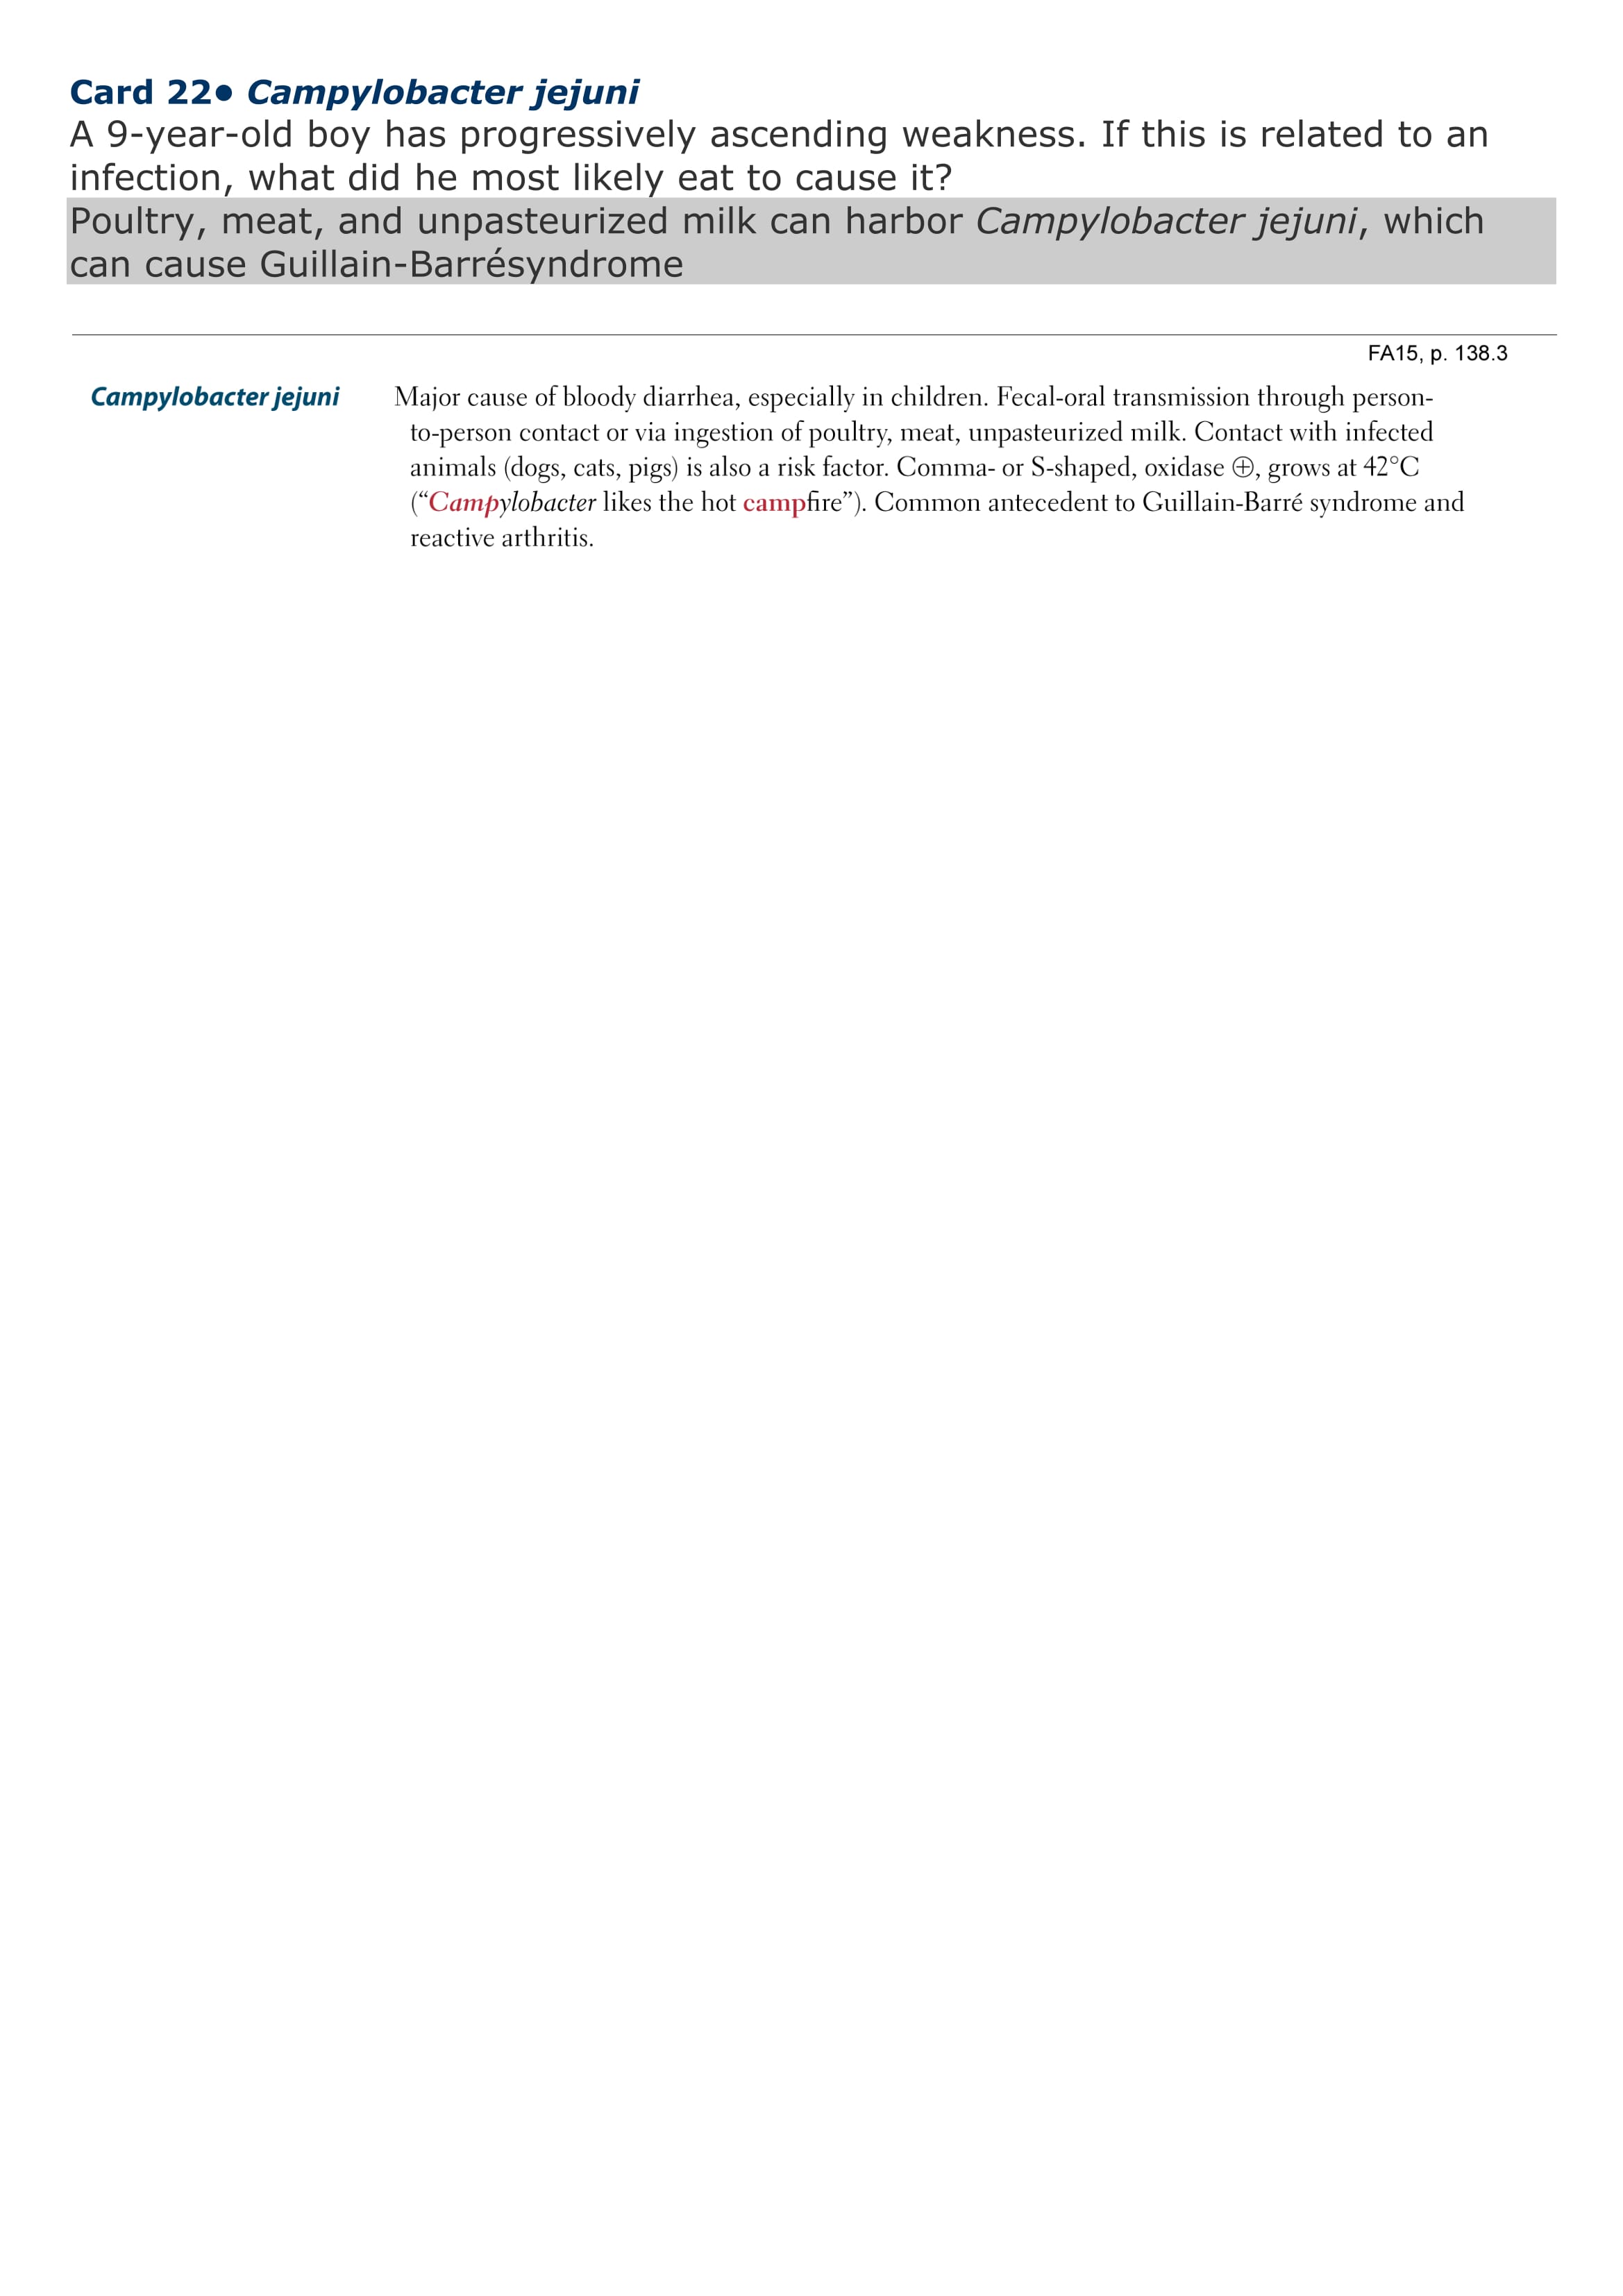 Card 22● Campylobacter jejuni
A 9-year-old boy has progressively ascending weakness. If this is related to an
infection, what did he most likely eat to cause it?
Poultry, meat, and unpasteurized milk can harbor Campylobacter jejuni, which
can cause Guillain-Barrésyndrome
FA15, p. 138.3
Campylobacter jejuni
Major cause of bloody diarrhea, especially in children. Fecal-oral transmission through person-
to-person contact or via ingestion of poultry, meat, unpasteurized milk. Contact with infected
animals (dogs, cats, pigs) is also a risk factor. Comma- or S-shaped, oxidase ⊕, grows at 42°C
(“Campylobacter likes the hot campfire”). Common antecedent to Guillain-Barré syndrome and
reactive arthritis.